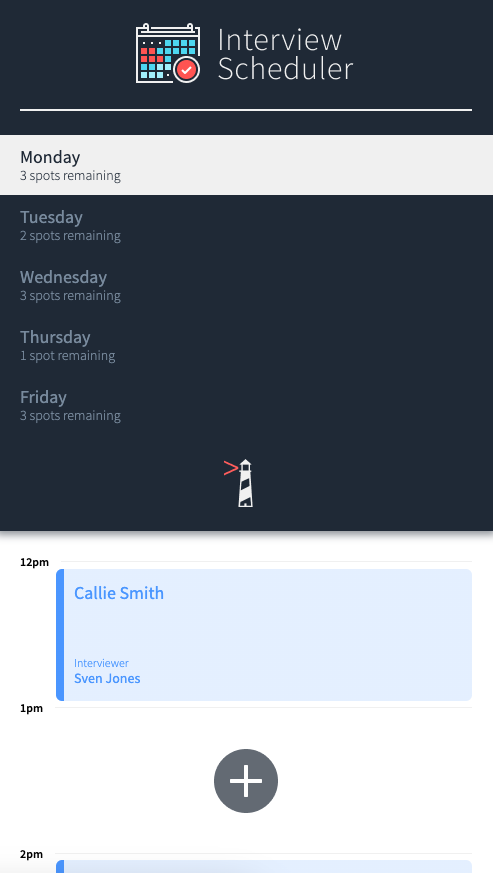 Interview
Scheduler
Monday
3 spots remaining
Tuesday
2 spots remaining
Wednesday
3 spots remaining
Thursday
1 spot remaining
Friday
3 spots remaining
12pm
Callie Smith
Interviewer
Sven Jones
1pm
2pm